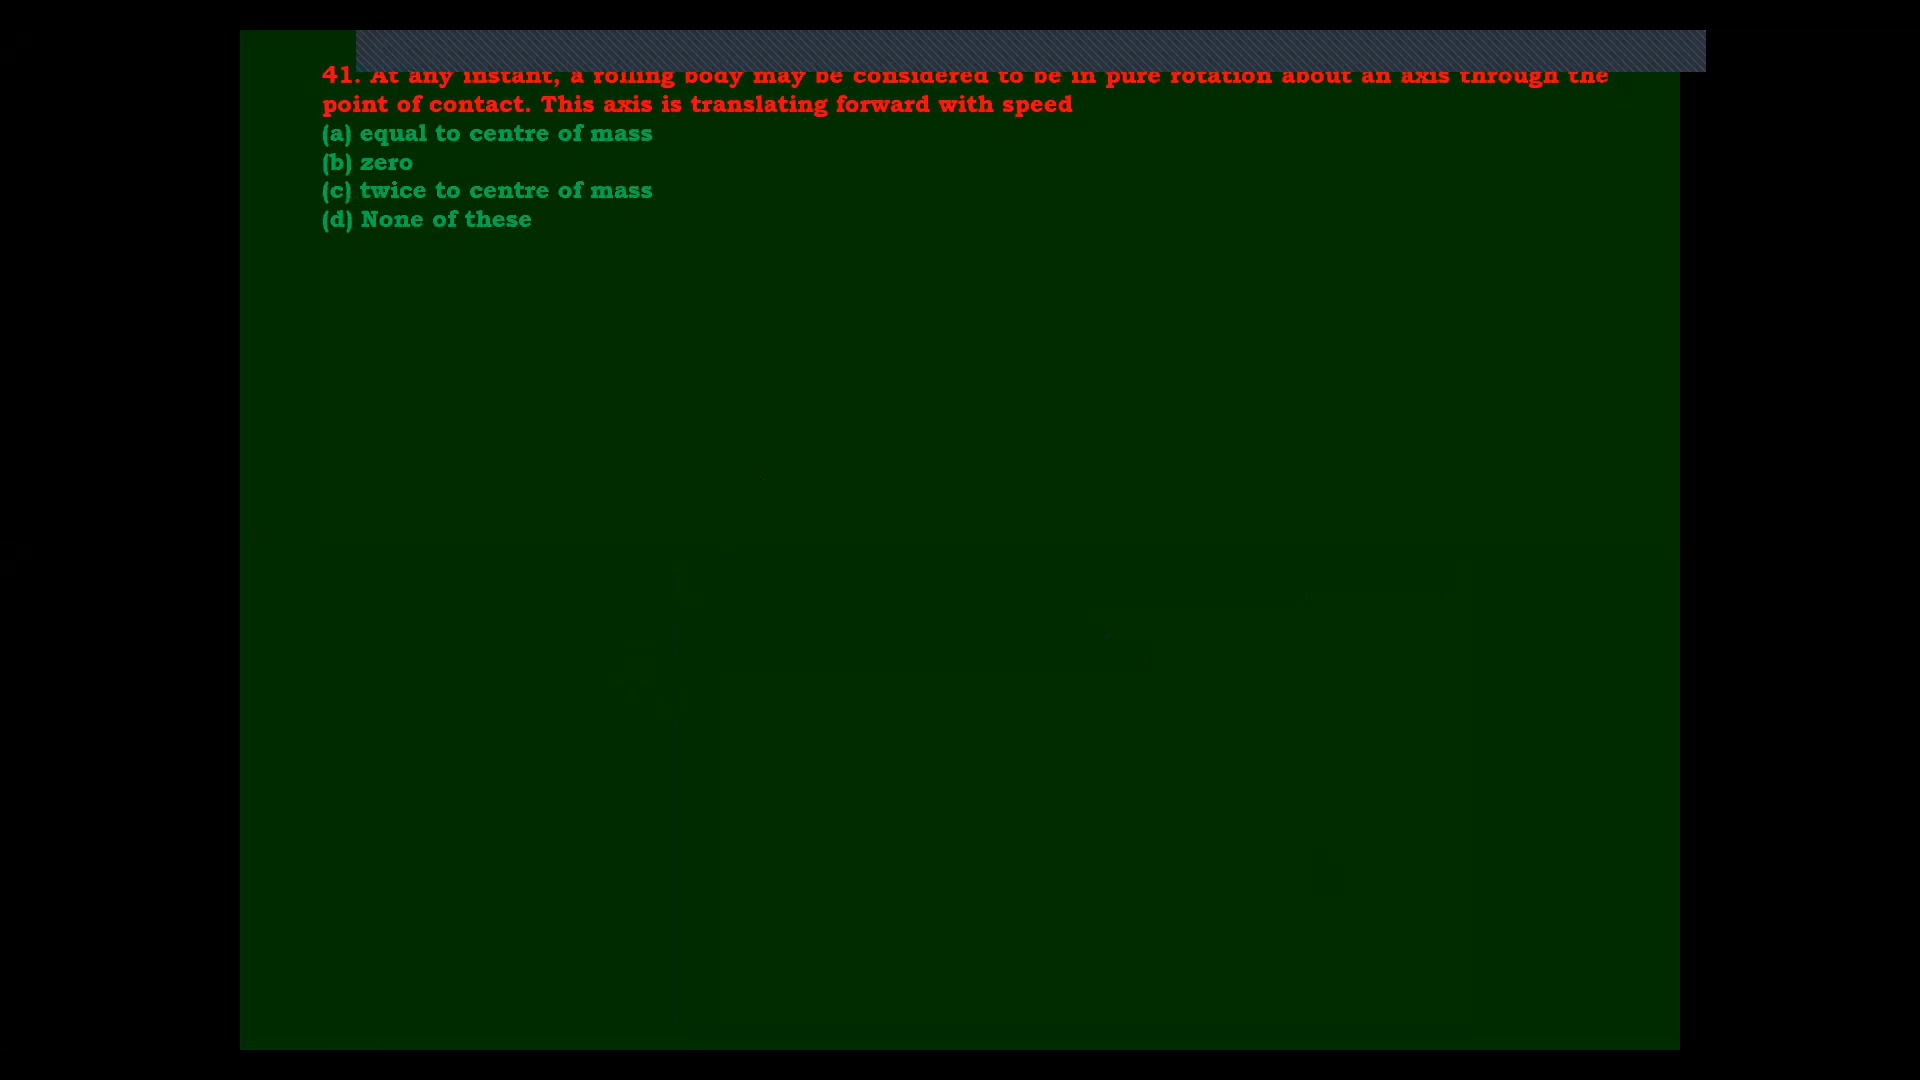 41. At any instant, a rolling body may be considered to be in pure rotation about an axis through the
point of contact. This axis is translating forward with speed
(a) equal to centre of mass
(b) zero
(c) twice to centre of mass
(d) None of these